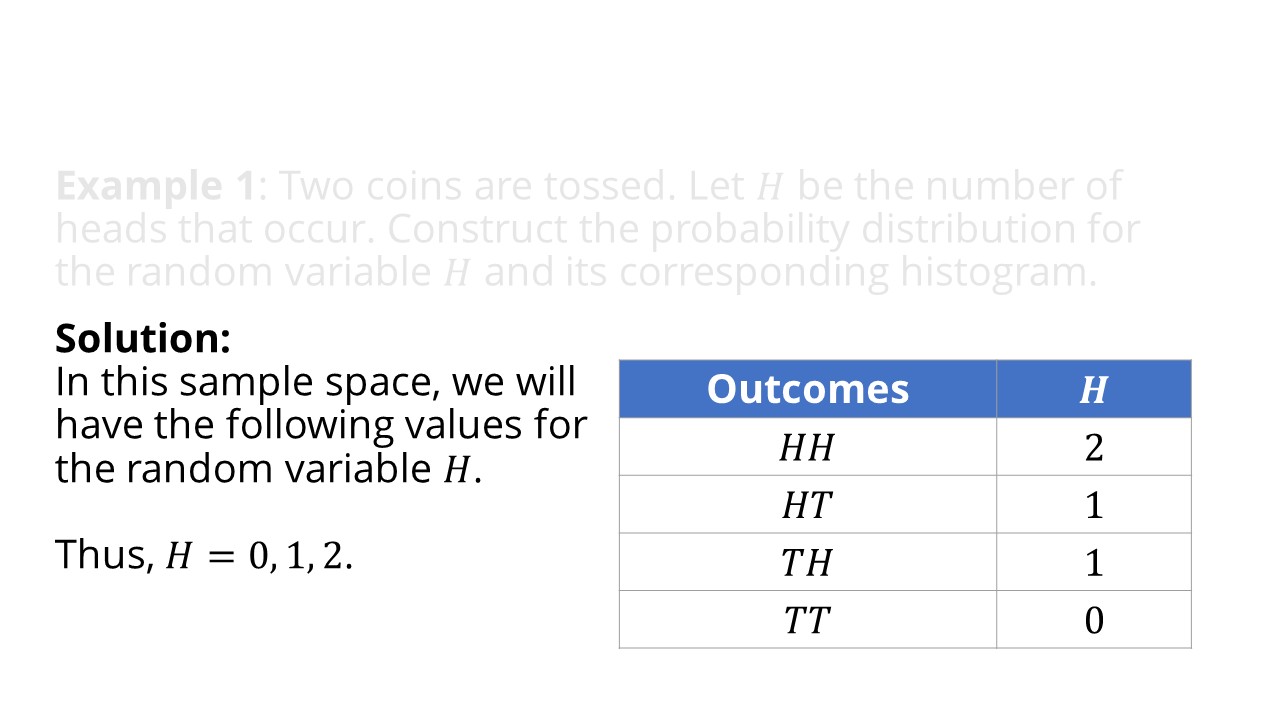 Example 1: Two coins are tossed. Let H be the number of
heads that occur. Construct the probability distribution for
the random variable H and its corresponding histogram.
Solution:
In this sample space, we will
have the following values for
the random variable H.
Thus, H = 0, 1, 2.
Outcomes H
HH 2
HT 1
TH 1
TT 0